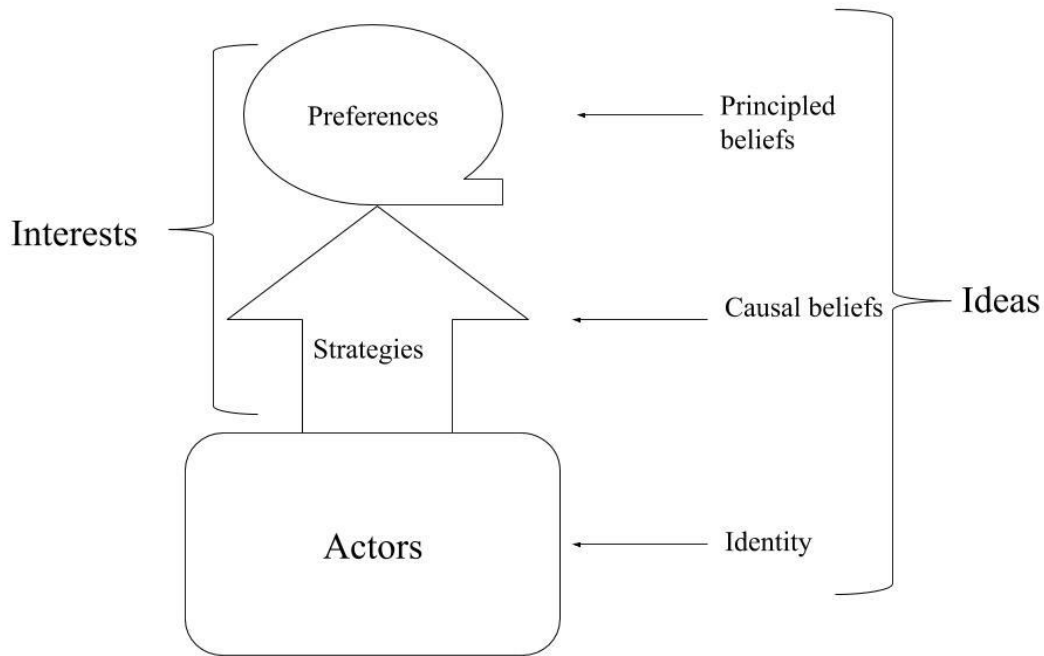 Preferences
Principled
beliefs
Interests
Causal beliefs
Ideas
Strategies
Actors
Identity